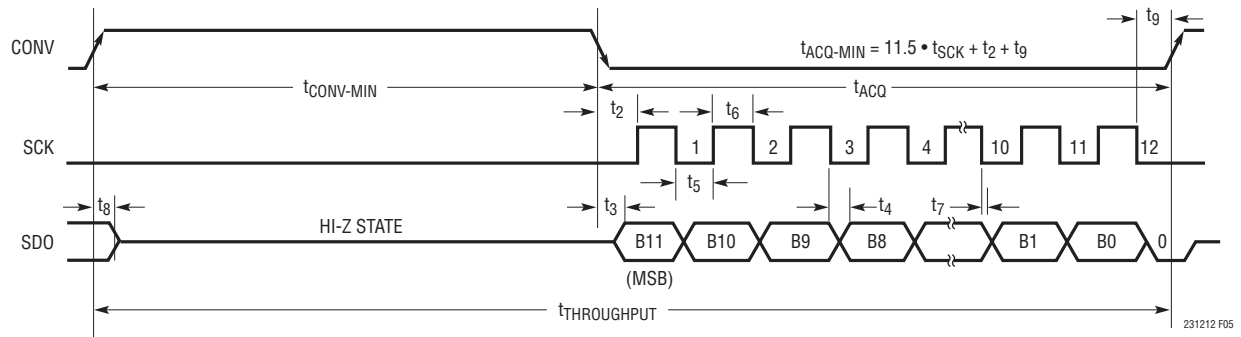 CONV
t9
tACQ-MIN = 11.5 • tSCK + t2 + t9
tCONV-MIN
tACQ
t2
t6
SCK
1 2 3 4 10 11 12
t5
t8
t3
t4
t7
SDO
HI-Z STATE
B11 B10 B9 B8 B1 B0 0
(MSB)
tTHROUGHPUT
231212 F05